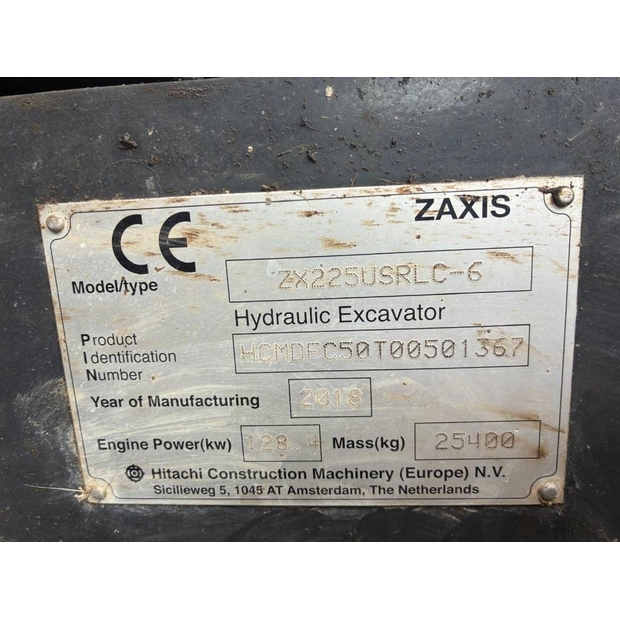 CE ZAXIS
Model/type ZX225USRLC-6
Hydraulic Excavator
Product
Identification HCMDFC50T00501367
Number
Year of Manufacturing 2018
Engine Power(kw) 128.4 Mass(kg) 25400
Hitachi Construction Machinery (Europe) N.V.
Sicilieweg 5, 1045 AT Amsterdam, The Netherlands